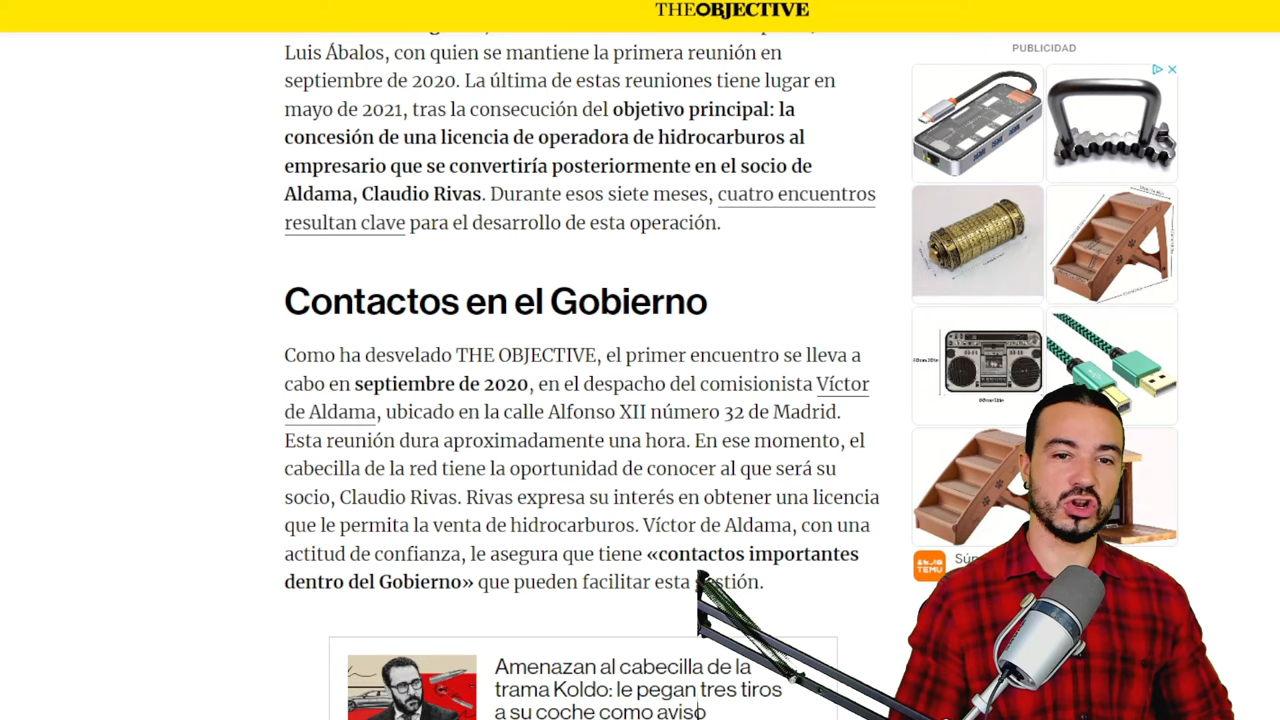 THEOBJECTIVE
PUBLICIDAD
Luis Ábalos, con quien se mantiene la primera reunión en
septiembre de 2020. La última de estas reuniones tiene lugar en
mayo de 2021, tras la consecución del objetivo principal: la
concesión de una licencia de operadora de hidrocarburos al
empresario que se convertiría posteriormente en el socio de
Aldama, Claudio Rivas. Durante esos siete meses, cuatro encuentros
resultan clave para el desarrollo de esta operación.
Contactos en el Gobierno
Como ha desvelado THE OBJECTIVE, el primer encuentro se lleva a
cabo en septiembre de 2020, en el despacho del comisionista Víctor
de Aldama, ubicado en la calle Alfonso XII número 32 de Madrid.
Esta reunión dura aproximadamente una hora. En ese momento, el
cabecilla de la red tiene la oportunidad de conocer al que será su
socio, Claudio Rivas. Rivas expresa su interés en obtener una licencia
que le permita la venta de hidrocarburos. Víctor de Aldama, con una
actitud de confianza, le asegura que tiene «contactos importantes
dentro del Gobierno» que pueden facilitar esta gestión.
TEMU
Amenazan al cabecilla de la
trama Koldo: le pegan tres tiros
a su coche como aviso